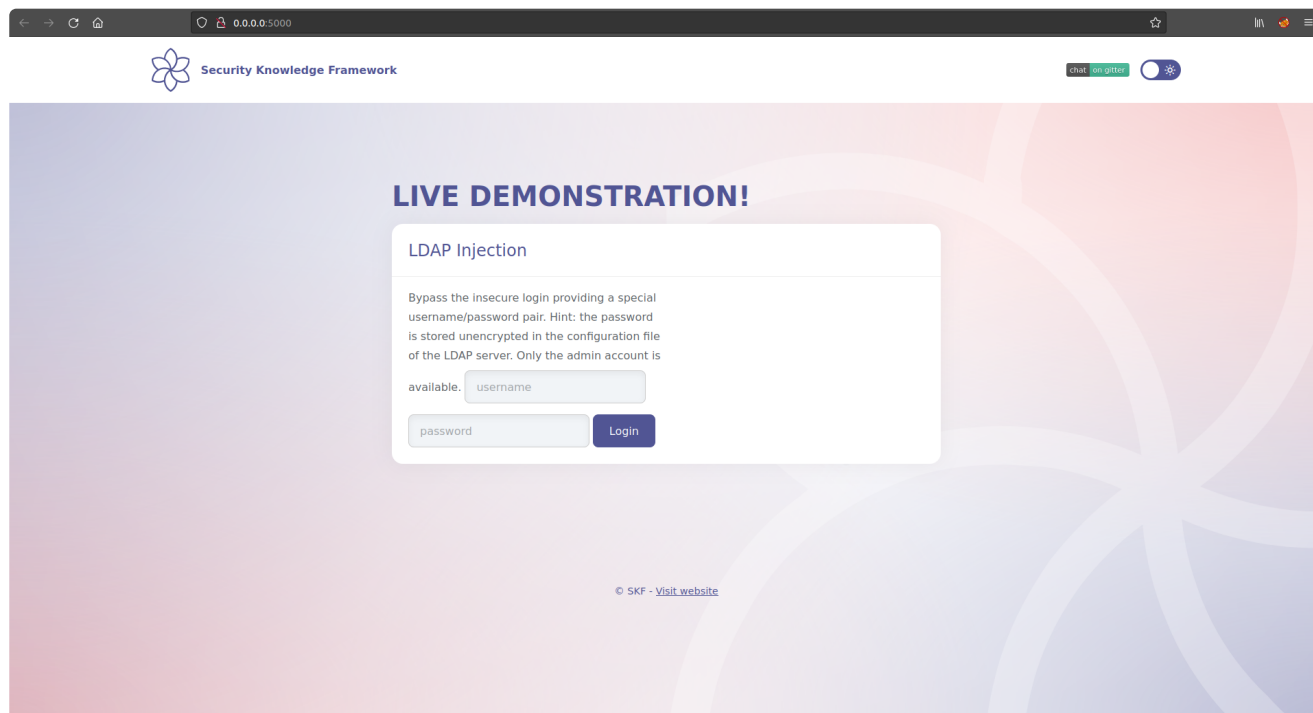 0.0.0.0:5000
Security Knowledge Framework
chat on gitter
LIVE DEMONSTRATION!
LDAP Injection
Bypass the insecure login providing a special
username/password pair. Hint: the password
is stored unencrypted in the configuration file
of the LDAP server. Only the admin account is
available. username
password Login
© SKF - Visit website